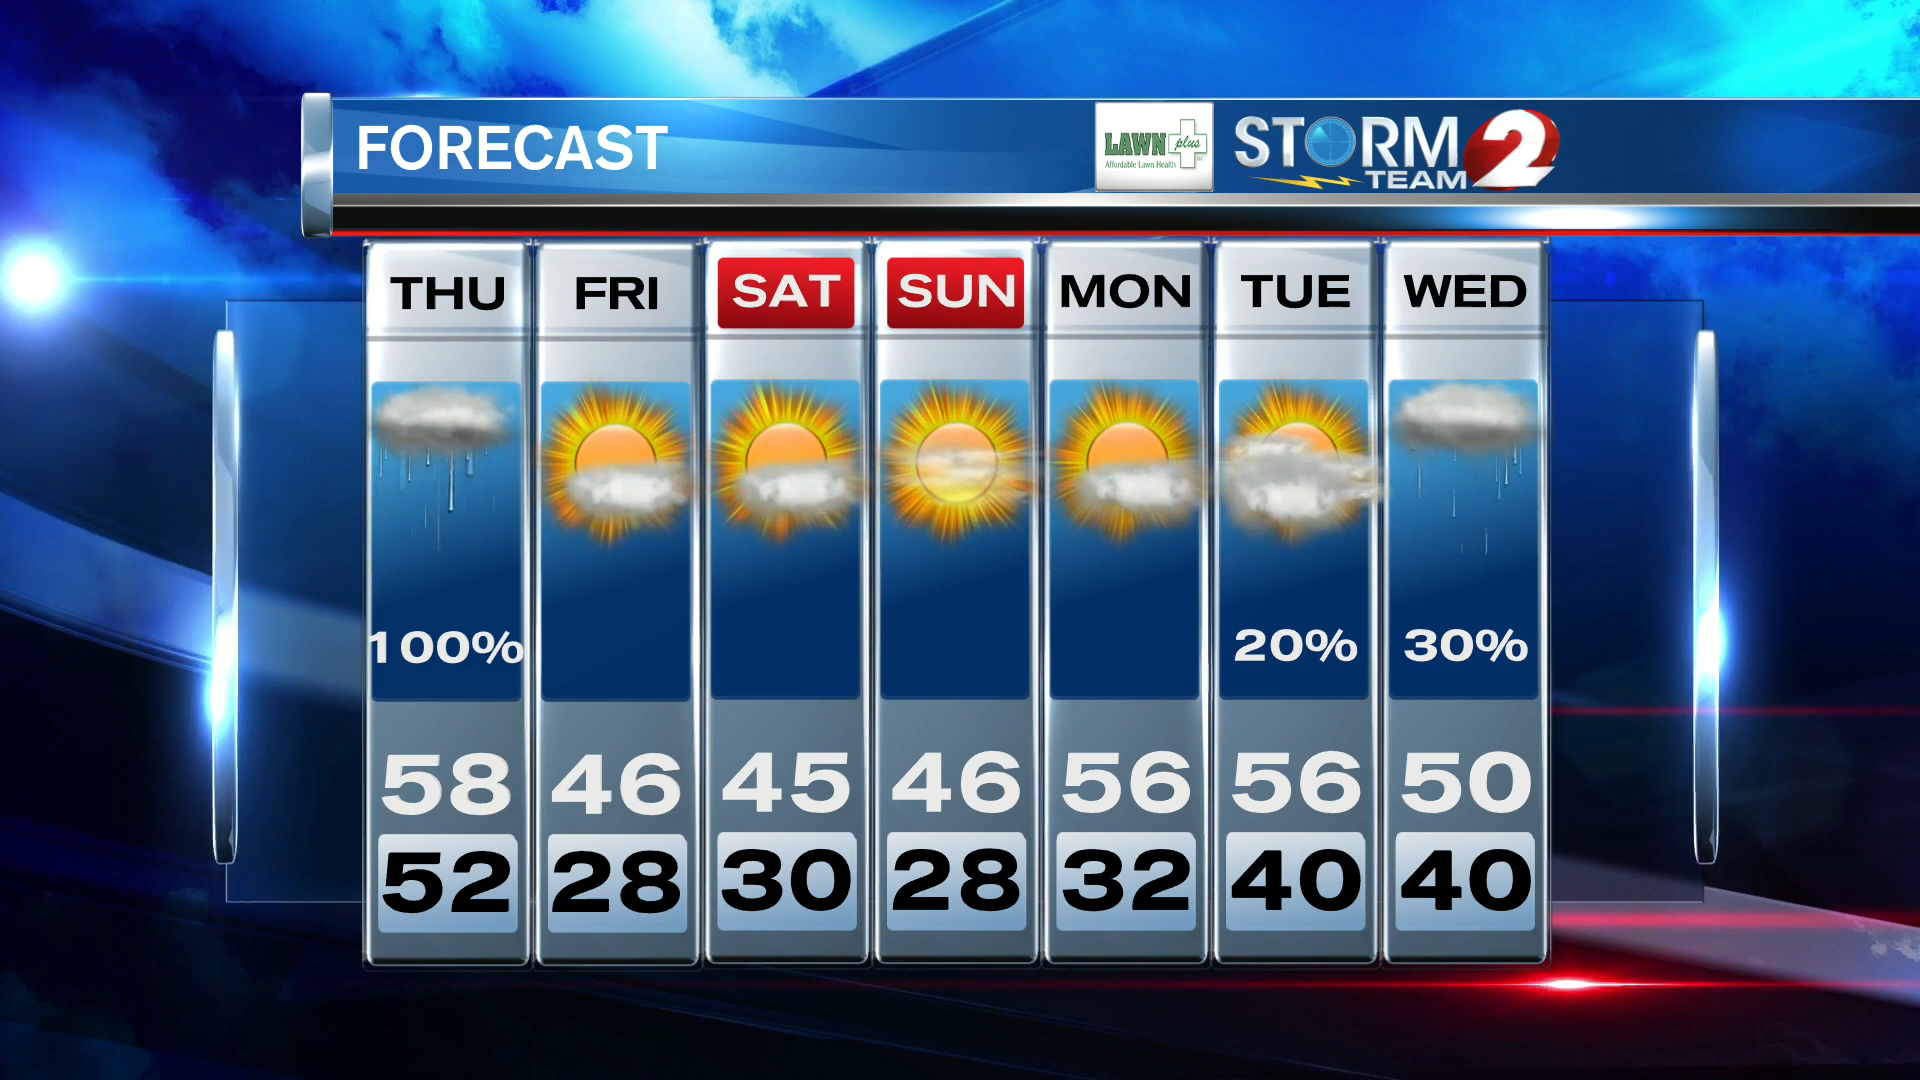 FORECAST
LAWN plus
Affordable Lawn Health
STORM
TEAM 2
THU FRI SAT SUN MON TUE WED
100% 20% 30%
58 46 45 46 56 56 50
52 28 30 28 32 40 40